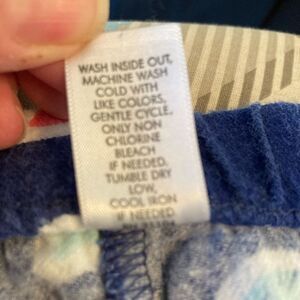 WASH INSIDE OUT,
MACHINE WASH
COLD WITH
LIKE COLORS,
GENTLE CYCLE,
ONLY NON
CHLORINE
BLEACH
IF NEEDED.
TUMBLE DRY
LOW,
COOL IRON
IF NEEDED